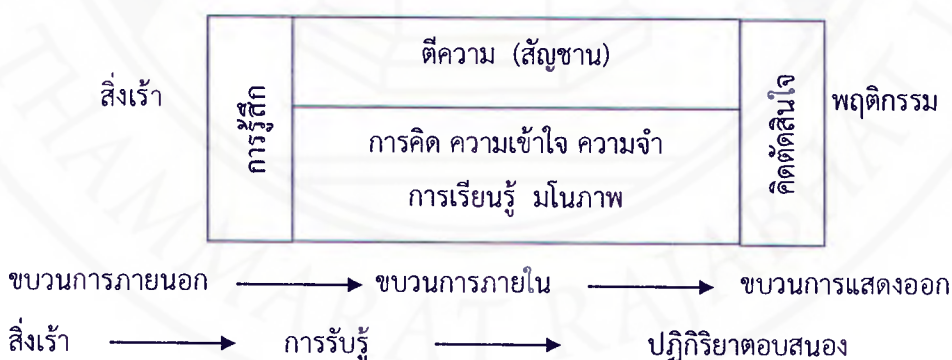 ตีความ (สัญชาน)
สิ่งเร้า
การรู้สึก
คิดตัดสินใจ
พฤติกรรม
การคิด ความเข้าใจ ความจำ
การเรียนรู้ มโนภาพ
ขบวนการภายนอก ขบวนการภายใน ขบวนการแสดงออก
สิ่งเร้า การรับรู้ ปฏิกิริยาตอบสนอง